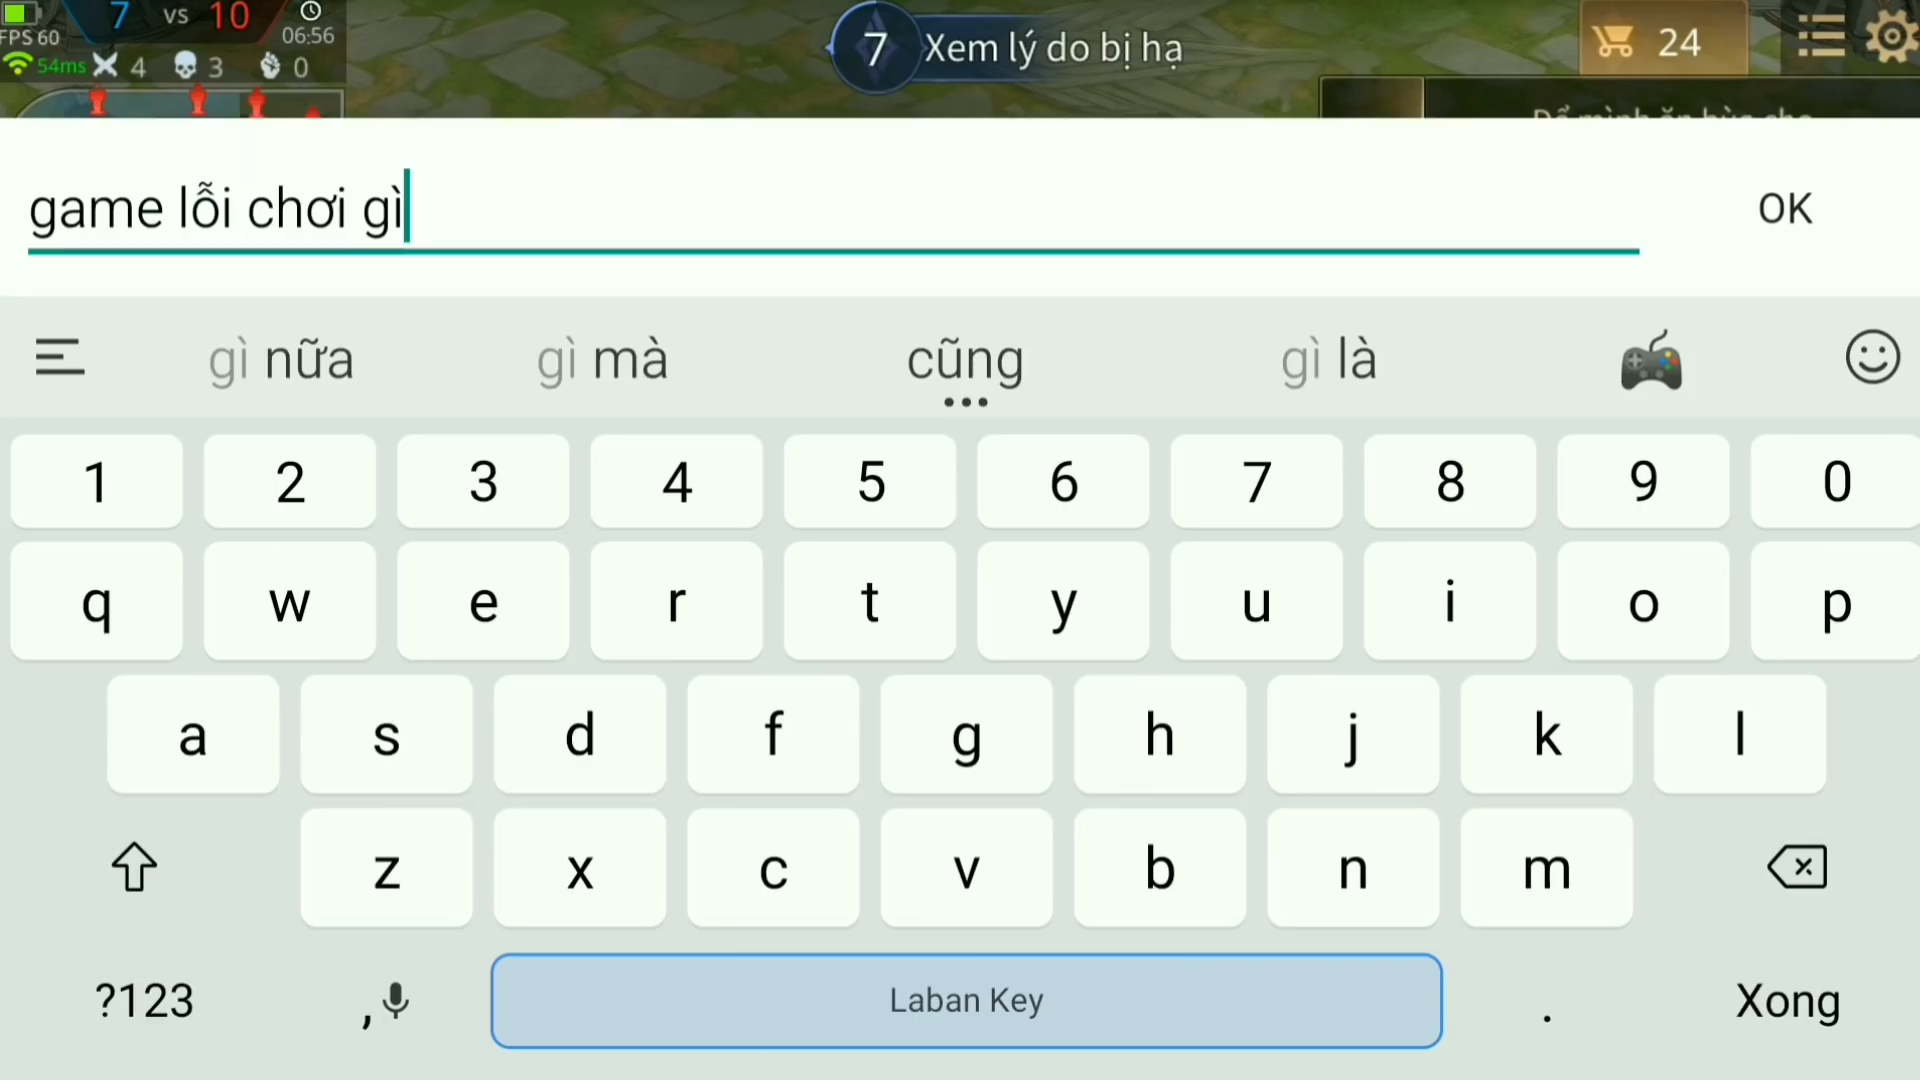 7 vs 10
06:56
FPS 60
54ms 4 3 0
7 Xem lý do bị hạ
24
game lỗi chơi gì
OK
gì nữa gì mà cũng gì là
1 2 3 4 5 6 7 8 9 0
q w e r t y u i o p
a s d f g h j k l
z x c v b n m
?123 , Laban Key . Xong